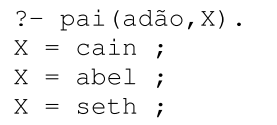 ?- pai(adão,X).
X = cain ;
X = abel ;
X = seth ;